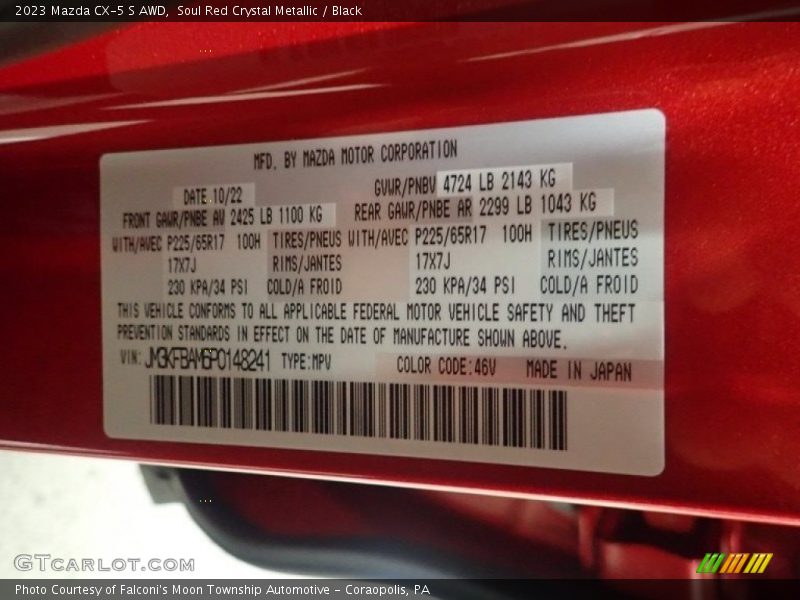 2023 Mazda CX-5 S AWD,  Soul Red Crystal Metallic / Black
MFD. BY MAZDA MOTOR CORPORATION
DATE 10/22 GVWR/PNBV 4724 LB 2143 KG
FRONT GAWR/PNBE AV 2425 LB 1100 KG REAR GAWR/PNBE AR 2299 LB 1043 KG
WITH/AVEC P225/65R17 100H TIRES/PNEUS WITH/AVEC P225/65R17 100H TIRES/PNEUS
17X7J RIMS/JANTES 17X7J RIMS/JANTES
230 KPA/34 PSI COLD/A FROID 230 KPA/34 PSI COLD/A FROID
THIS VEHICLE CONFORMS TO ALL APPLICABLE FEDERAL MOTOR VEHICLE SAFETY AND THEFT
PREVENTION STANDARDS IN EFFECT ON THE DATE OF MANUFACTURE SHOWN ABOVE.
VIN: TYPE:MPV COLOR CODE:46V MADE IN JAPAN
GTCARLOT.COM
Photo Courtesy of Falconi's Moon Township Automotive - Coraopolis, PA